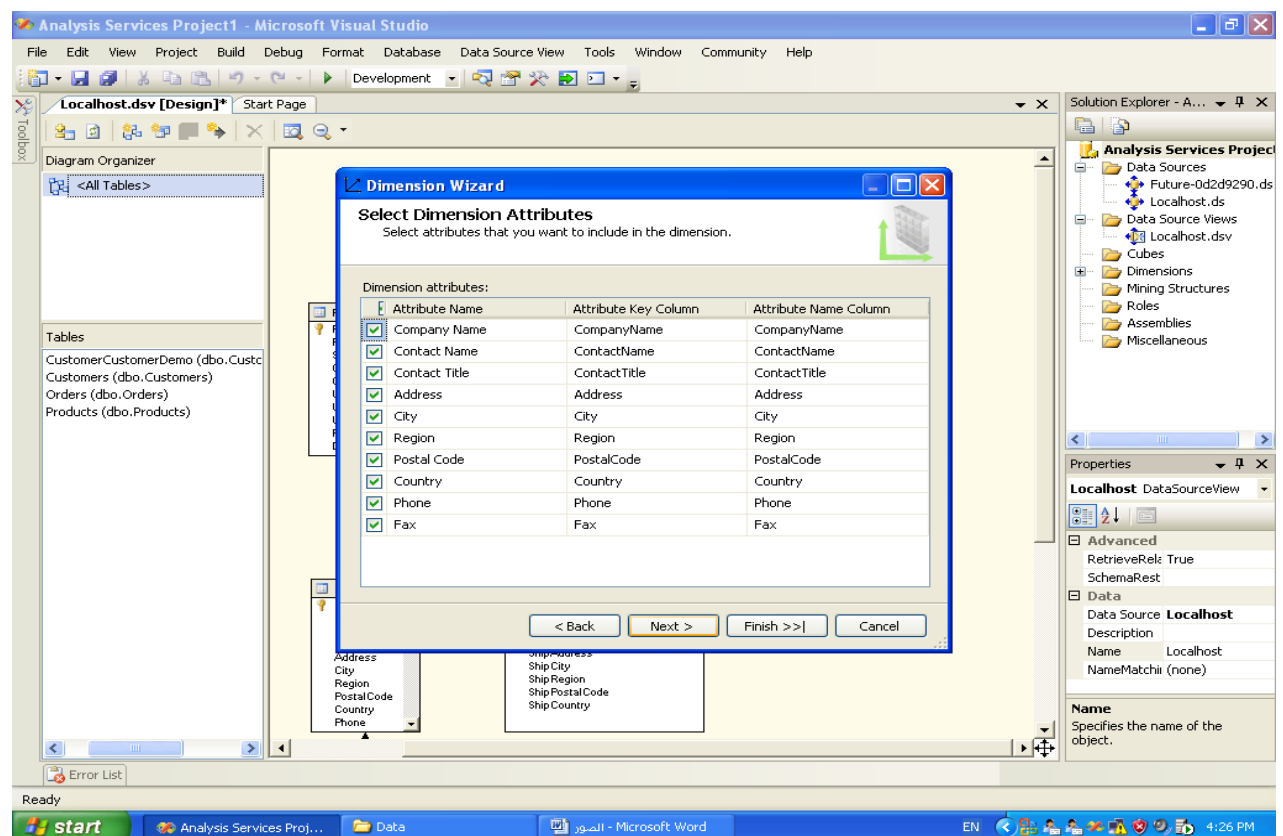 Analysis Services Project1 - Microsoft Visual Studio
File Edit View Project Build Debug Format Database Data Source View Tools Window Community Help
Development
Toolbox
Localhost.dsv [Design]* Start Page
Diagram Organizer
<All Tables>
Tables
CustomerCustomerDemo (dbo.Custc
Customers (dbo.Customers)
Orders (dbo.Orders)
Products (dbo.Products)
Dimension Wizard
Select Dimension Attributes
Select attributes that you want to include in the dimension.
Dimension attributes:
Attribute Name Attribute Key Column Attribute Name Column
Company Name CompanyName CompanyName
Contact Name ContactName ContactName
Contact Title ContactTitle ContactTitle
Address Address Address
City City City
Region Region Region
Postal Code PostalCode PostalCode
Country Country Country
Phone Phone Phone
Fax Fax Fax
< Back Next > Finish >>| Cancel
Address
City
Region
PostalCode
Country
Phone
ShipAddress
ShipCity
ShipRegion
ShipPostalCode
ShipCountry
Solution Explorer - A...
Analysis Services Project
Data Sources
Future-0d2d9290.ds
Localhost.ds
Data Source Views
Localhost.dsv
Cubes
Dimensions
Mining Structures
Roles
Assemblies
Miscellaneous
Properties
Localhost DataSourceView
Advanced
RetrieveRela True
SchemaRest
Data
Data Source Localhost
Description
Name Localhost
NameMatchin (none)
Name
Specifies the name of the
object.
Error List
Ready
start Analysis Services Proj... Data الصور - Microsoft Word EN 4:26 PM